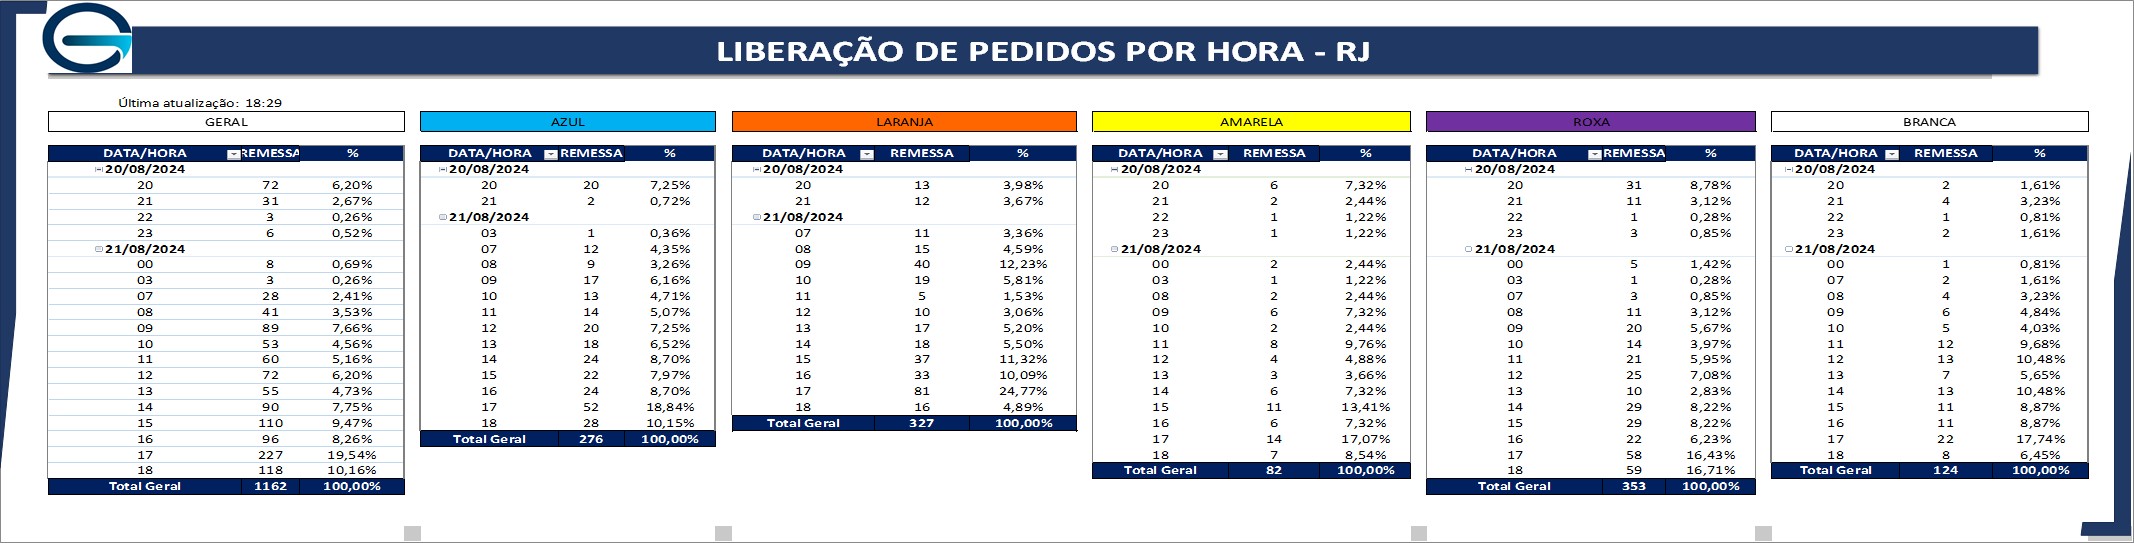 LIBERAÇÃO DE PEDIDOS POR HORA - RJ
Última atualização: 18:29
GERAL
DATA/HORA REMESSA %
20/08/2024
20 72 6,20%
21 31 2,67%
22 3 0,26%
23 6 0,52%
21/08/2024
00 8 0,69%
03 3 0,26%
07 28 2,41%
08 41 3,53%
09 89 7,66%
10 53 4,56%
11 60 5,16%
12 72 6,20%
13 55 4,73%
14 90 7,75%
15 110 9,47%
16 96 8,26%
17 227 19,54%
18 118 10,16%
Total Geral 1162 100,00%
AZUL
DATA/HORA REMESSA %
20/08/2024
20 20 7,25%
21 2 0,72%
21/08/2024
03 1 0,36%
07 12 4,35%
08 9 3,26%
09 17 6,16%
10 13 4,71%
11 14 5,07%
12 20 7,25%
13 18 6,52%
14 24 8,70%
15 22 7,97%
16 24 8,70%
17 52 18,84%
18 28 10,15%
Total Geral 276 100,00%
LARANJA
DATA/HORA REMESSA %
20/08/2024
20 13 3,98%
21 12 3,67%
21/08/2024
07 11 3,36%
08 15 4,59%
09 40 12,23%
10 19 5,81%
11 5 1,53%
12 10 3,06%
13 17 5,20%
14 18 5,50%
15 37 11,32%
16 33 10,09%
17 81 24,77%
18 16 4,89%
Total Geral 327 100,00%
AMARELA
DATA/HORA REMESSA %
20/08/2024
20 6 7,32%
21 2 2,44%
22 1 1,22%
23 1 1,22%
21/08/2024
00 2 2,44%
03 1 1,22%
08 2 2,44%
09 6 7,32%
10 2 2,44%
11 8 9,76%
12 4 4,88%
13 3 3,66%
14 6 7,32%
15 11 13,41%
16 6 7,32%
17 14 17,07%
18 7 8,54%
Total Geral 82 100,00%
ROXA
DATA/HORA REMESSA %
20/08/2024
20 31 8,78%
21 11 3,12%
22 1 0,28%
23 3 0,85%
21/08/2024
00 5 1,42%
03 1 0,28%
07 3 0,85%
08 11 3,12%
09 20 5,67%
10 14 3,97%
11 21 5,95%
12 25 7,08%
13 10 2,83%
14 29 8,22%
15 29 8,22%
16 22 6,23%
17 58 16,43%
18 59 16,71%
Total Geral 353 100,00%
BRANCA
DATA/HORA REMESSA %
20/08/2024
20 2 1,61%
21 4 3,23%
22 1 0,81%
23 2 1,61%
21/08/2024
00 1 0,81%
07 2 1,61%
08 4 3,23%
09 6 4,84%
10 5 4,03%
11 12 9,68%
12 13 10,48%
13 7 5,65%
14 13 10,48%
15 11 8,87%
16 11 8,87%
17 22 17,74%
18 8 6,45%
Total Geral 124 100,00%